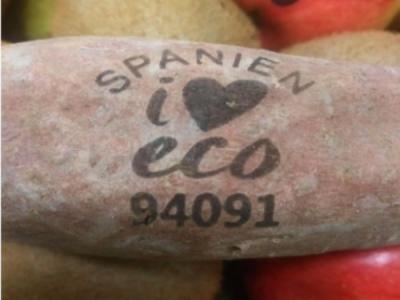 SPANIEN
i ♥
eco
94091